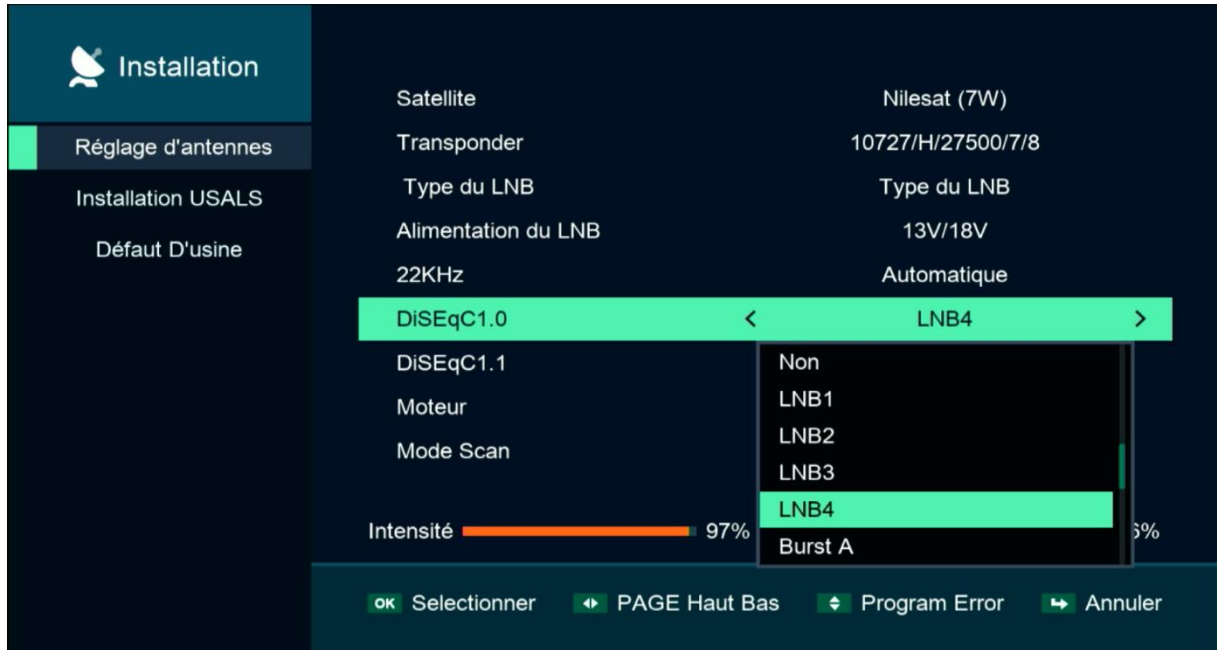 Installation
Réglage d'antennes
Installation USALS
Défaut D'usine
Satellite Nilesat (7W)
Transponder 10727/H/27500/7/8
Type du LNB Type du LNB
Alimentation du LNB 13V/18V
22KHz Automatique
DiSEqC1.0 < LNB4 >
DiSEqC1.1
Moteur
Mode Scan
Non
LNB1
LNB2
LNB3
LNB4
Burst A
Intensité 97%
OK Selectionner PAGE Haut Bas Program Error Annuler